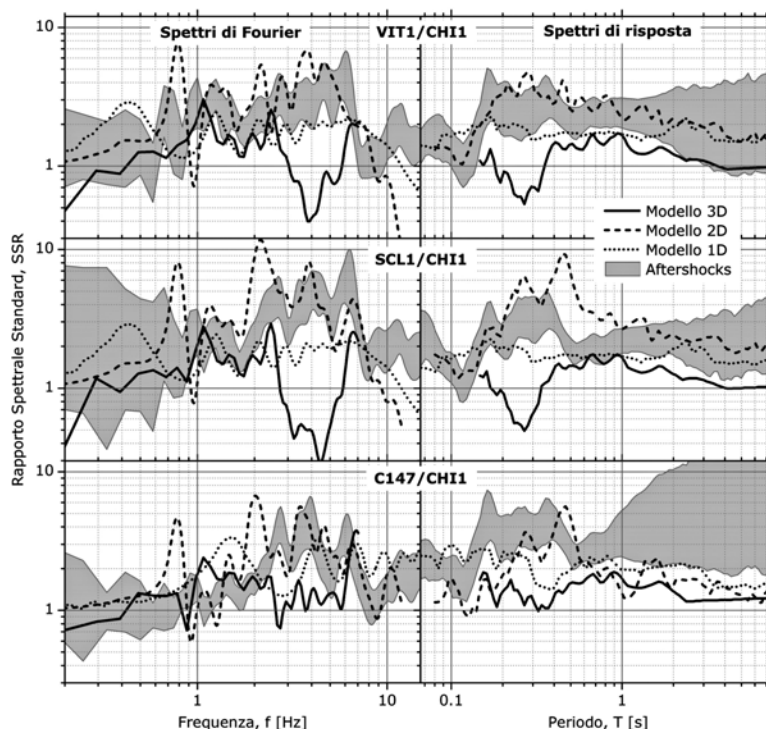 Spettri di Fourier
VIT1/CHI1
Spettri di risposta
10
1
Modello 3D
Modello 2D
Modello 1D
Aftershocks
SCL1/CHI1
10
1
Rapporto Spettrale Standard, SSR
C147/CHI1
10
1
1
10
0.1
1
Frequenza, f [Hz]
Periodo, T [s]